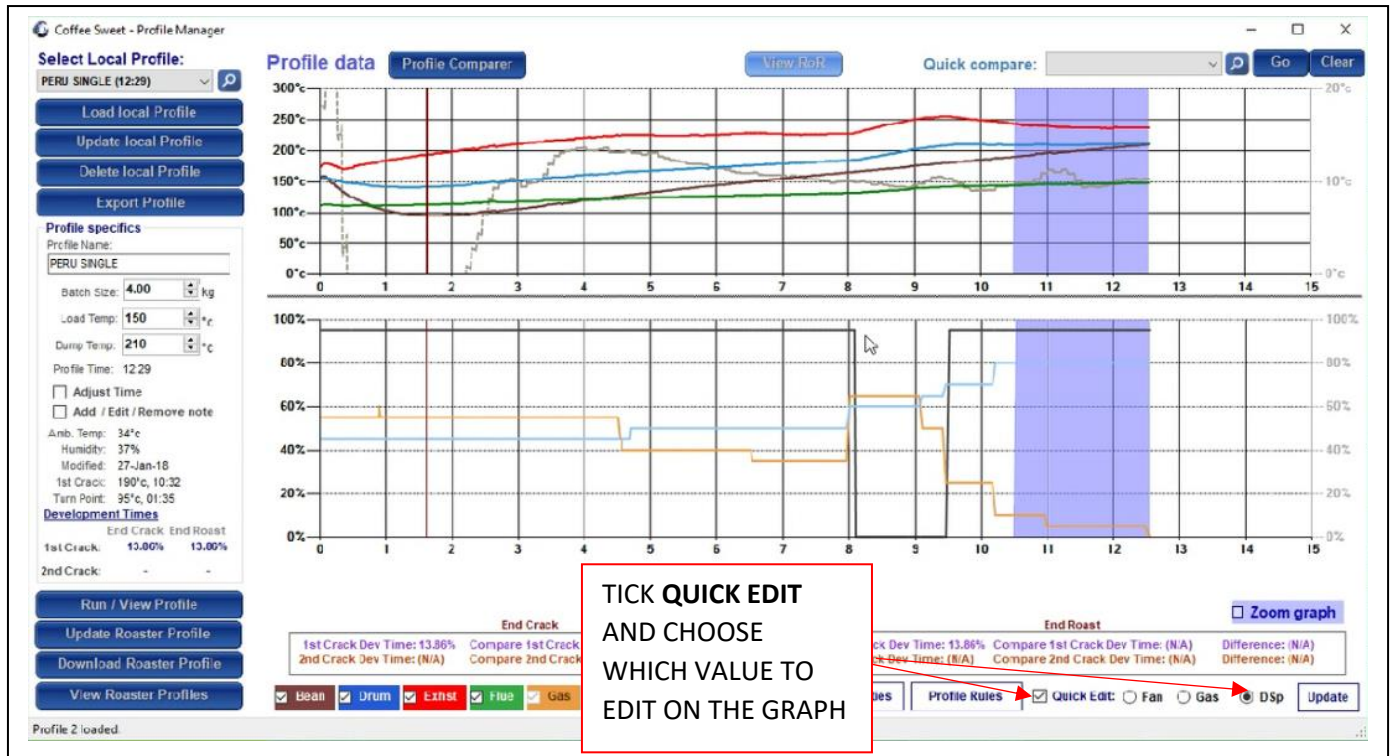 Coffee Sweet - Profile Manager
Select Local Profile:
PERU SINGLE (12:29)
Load local Profile
Update local Profile
Delete local Profile
Export Profile
Profile specifics
Profile Name:
PERU SINGLE
Batch Size: 4.00 kg
Load Temp: 150 °c
Dump Temp: 210 °c
Profile Time: 12:29
Adjust Time
Add / Edit / Remove note
Amb. Temp: 34°c
Humidity: 37%
Modified: 27-Jan-18
1st Crack: 190°c, 10:32
Turn Point: 95°c, 01:35
Development Times
End Crack End Roast
1st Crack: 13.86% 13.86%
2nd Crack: - -
Run / View Profile
Update Roaster Profile
Download Roaster Profile
View Roaster Profiles
Profile data Profile Comparer View RoR Quick compare: Go Clear
300°c 20°c
250°c
200°c
150°c 10°c
100°c
50°c
0°c 0°c
0 1 2 3 4 5 6 7 8 9 10 11 12 13 14 15
100% 100%
80% 80%
60% 60%
40% 40%
20% 20%
0% 0%
0 1 2 3 4 5 6 7 8 9 10 11 12 13 14 15
TICK QUICK EDIT
AND CHOOSE
WHICH VALUE TO
EDIT ON THE GRAPH
Zoom graph
End Crack End Roast
1st Crack Dev Time: 13.86% Compare 1st Crack Dev Time: 13.86% Compare 1st Crack Dev Time: (N/A) Difference: (N/A)
2nd Crack Dev Time: (N/A) Compare 2nd Crack Dev Time: (N/A) Compare 2nd Crack Dev Time: (N/A) Difference: (N/A)
Bean Drum Exhst Flue Gas Profile Rules Quick Edit: Fan Gas DSp Update
Profile 2 loaded.